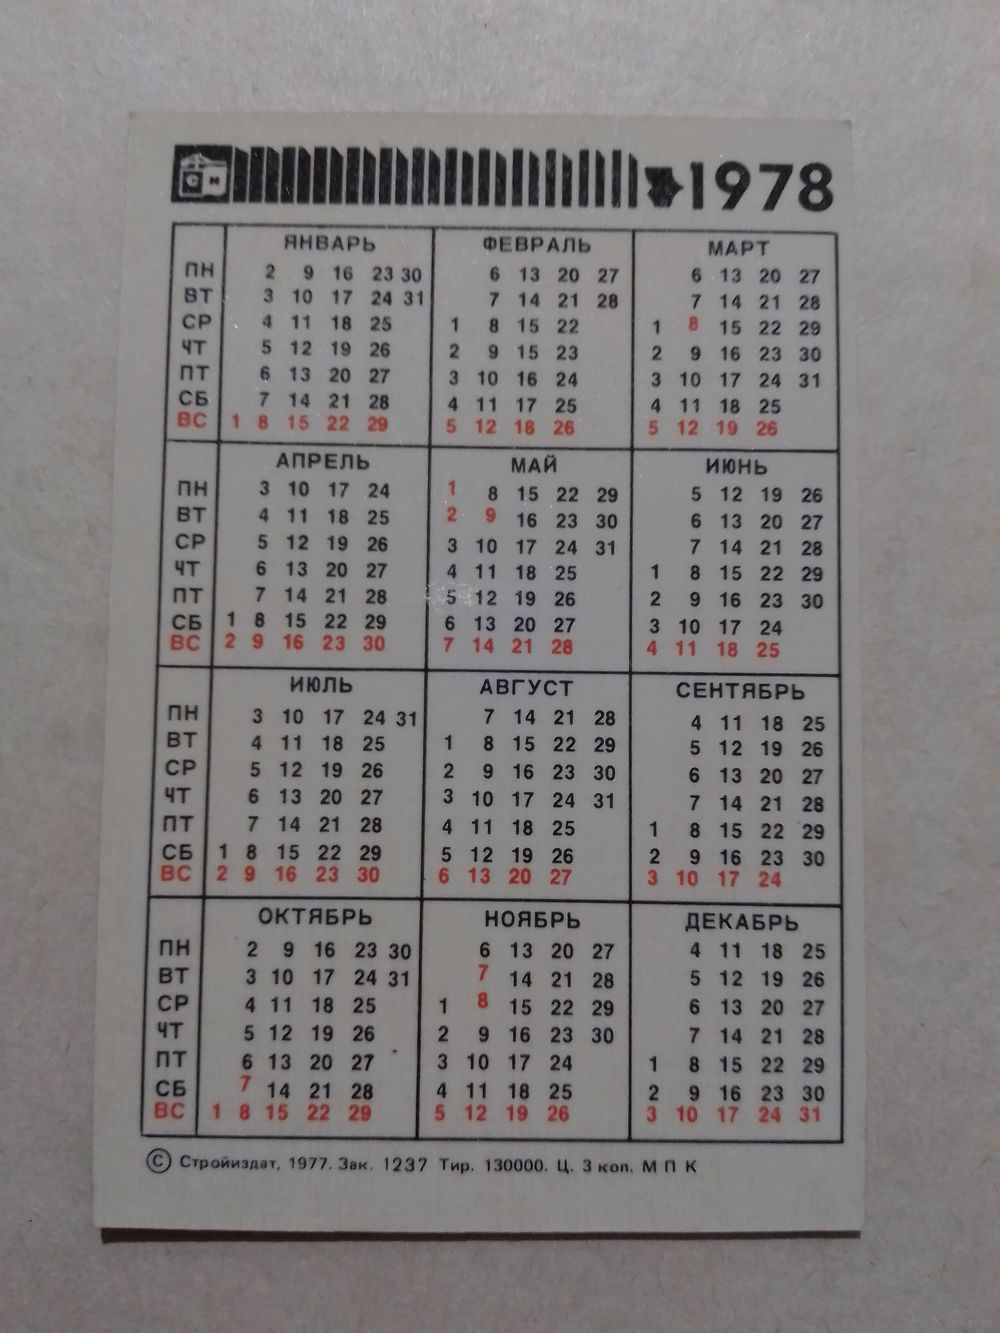 1978
ЯНВАРЬ ФЕВРАЛЬ МАРТ
ПН 2 9 16 23 30 6 13 20 27 6 13 20 27
ВТ 3 10 17 24 31 7 14 21 28 7 14 21 28
СР 4 11 18 25 1 8 15 22 1 8 15 22 29
ЧТ 5 12 19 26 2 9 15 23 2 9 16 23 30
ПТ 6 13 20 27 3 10 16 24 3 10 17 24 31
СБ 7 14 21 28 4 11 17 25 4 11 18 25
ВС 1 8 15 22 29 5 12 18 26 5 12 19 26
АПРЕЛЬ МАЙ ИЮНЬ
ПН 3 10 17 24 1 8 15 22 29 5 12 19 26
ВТ 4 11 18 25 2 9 16 23 30 6 13 20 27
СР 5 12 19 26 3 10 17 24 31 7 14 21 28
ЧТ 6 13 20 27 4 11 18 25 1 8 15 22 29
ПТ 7 14 21 28 5 12 19 26 2 9 16 23 30
СБ 1 8 15 22 29 6 13 20 27 3 10 17 24
ВС 2 9 16 23 30 7 14 21 28 4 11 18 25
ИЮЛЬ АВГУСТ СЕНТЯБРЬ
ПН 3 10 17 24 31 7 14 21 28 4 11 18 25
ВТ 4 11 18 25 1 8 15 22 29 5 12 19 26
СР 5 12 19 26 2 9 16 23 30 6 13 20 27
ЧТ 6 13 20 27 3 10 17 24 31 7 14 21 28
ПТ 7 14 21 28 4 11 18 25 1 8 15 22 29
СБ 1 8 15 22 29 5 12 19 26 2 9 16 23 30
ВС 2 9 16 23 30 6 13 20 27 3 10 17 24
ОКТЯБРЬ НОЯБРЬ ДЕКАБРЬ
ПН 2 9 16 23 30 6 13 20 27 4 11 18 25
ВТ 3 10 17 24 31 7 14 21 28 5 12 19 26
СР 4 11 18 25 1 8 15 22 29 6 13 20 27
ЧТ 5 12 19 26 2 9 16 23 30 7 14 21 28
ПТ 6 13 20 27 3 10 17 24 1 8 15 22 29
СБ 7 14 21 28 4 11 18 25 2 9 16 23 30
ВС 1 8 15 22 29 5 12 19 26 3 10 17 24 31
© Стройиздат, 1977. Зак. 1237 Тир. 130000. Ц. 3 коп. М П К